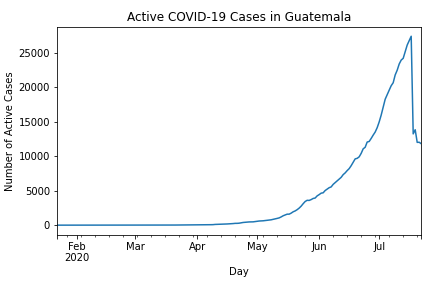 Active COVID-19 Cases in Guatemala
Number of Active Cases
25000
20000
15000
10000
5000
0
Feb
2020
Mar
Apr
May
Jun
Jul
Day